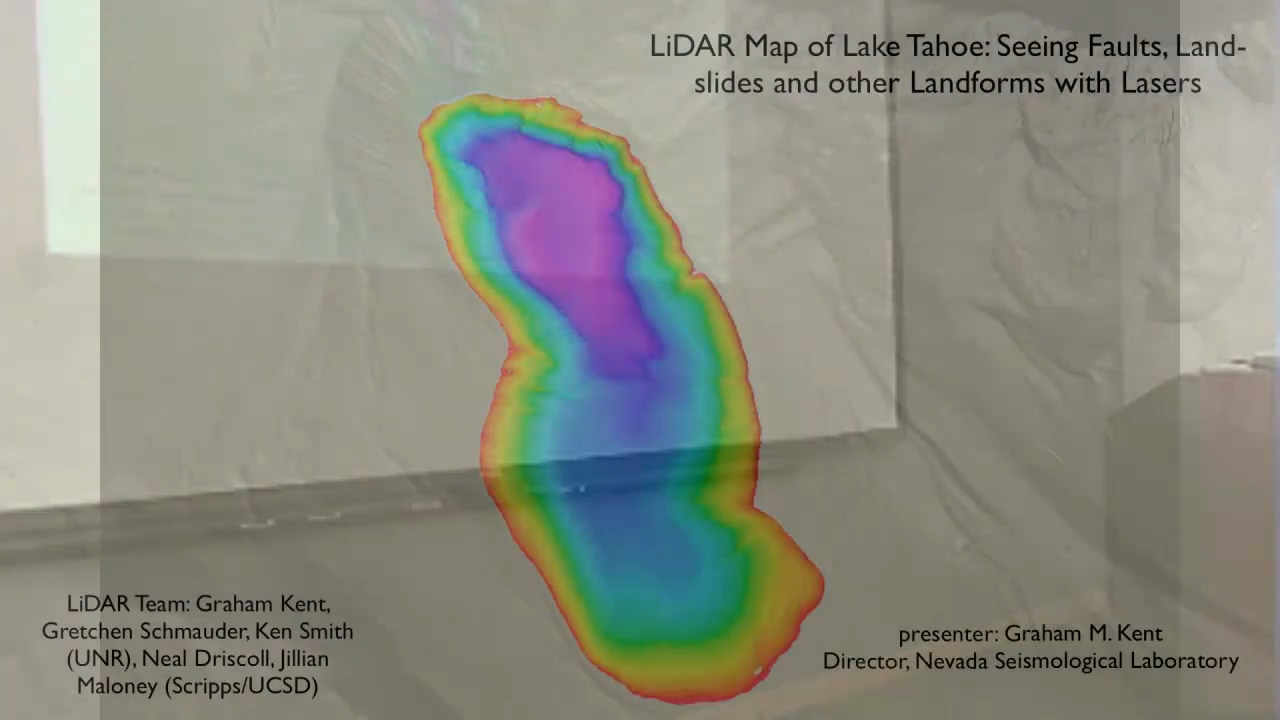 LiDAR Map of Lake Tahoe: Seeing Faults, Land-
slides and other Landforms with Lasers
LiDAR Team: Graham Kent,
Gretchen Schmauder, Ken Smith
(UNR), Neal Driscoll, Jillian
Maloney (Scripps/UCSD)
presenter: Graham M. Kent
Director, Nevada Seismological Laboratory